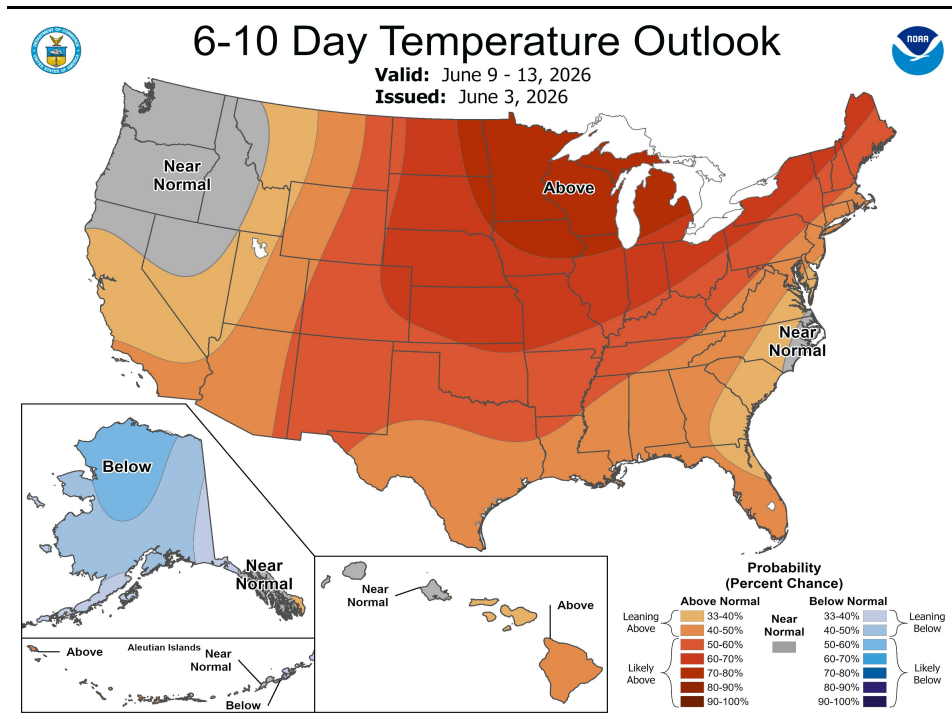 6-10 Day Temperature Outlook
Valid: June 9 - 13, 2026
Issued: June 3, 2026
NOAA
Near
Normal
Above
Near
Normal
Below
Near
Normal
Above
Aleutian Islands
Near
Normal
Below
Near
Normal
Above
Probability
(Percent Chance)
Above Normal
Below Normal
Leaning
Above
Likely
Above
33-40%
40-50%
50-60%
60-70%
70-80%
80-90%
90-100%
Near
Normal
33-40%
40-50%
50-60%
60-70%
70-80%
80-90%
90-100%
Leaning
Below
Likely
Below